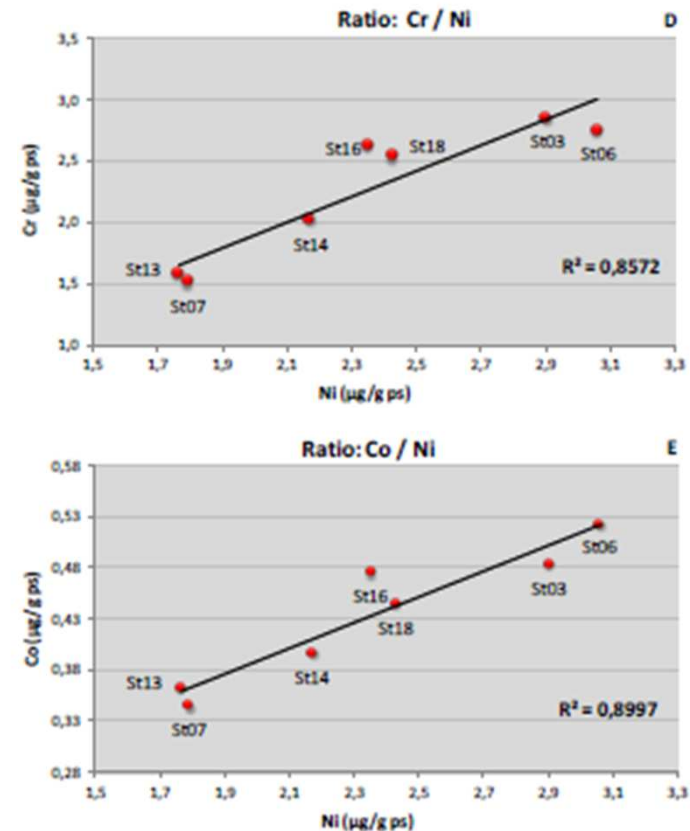 Ratio: Cr / Ni
D
3,5
3,0
2,5
2,0
1,5
1,0
Cr (µg/g ps)
St16
St18
St03
St06
St14
St13
St07
R² = 0,8572
1,5 1,7 1,9 2,1 2,3 2,5 2,7 2,9 3,1 3,3
Ni (µg/g ps)
Ratio: Co / Ni
E
0,58
0,53
0,48
0,43
0,38
0,33
0,28
Co (µg/g ps)
St06
St03
St16
St18
St14
St13
St07
R² = 0,8997
1,5 1,7 1,9 2,1 2,3 2,5 2,7 2,9 3,1 3,3
Ni (µg/g ps)